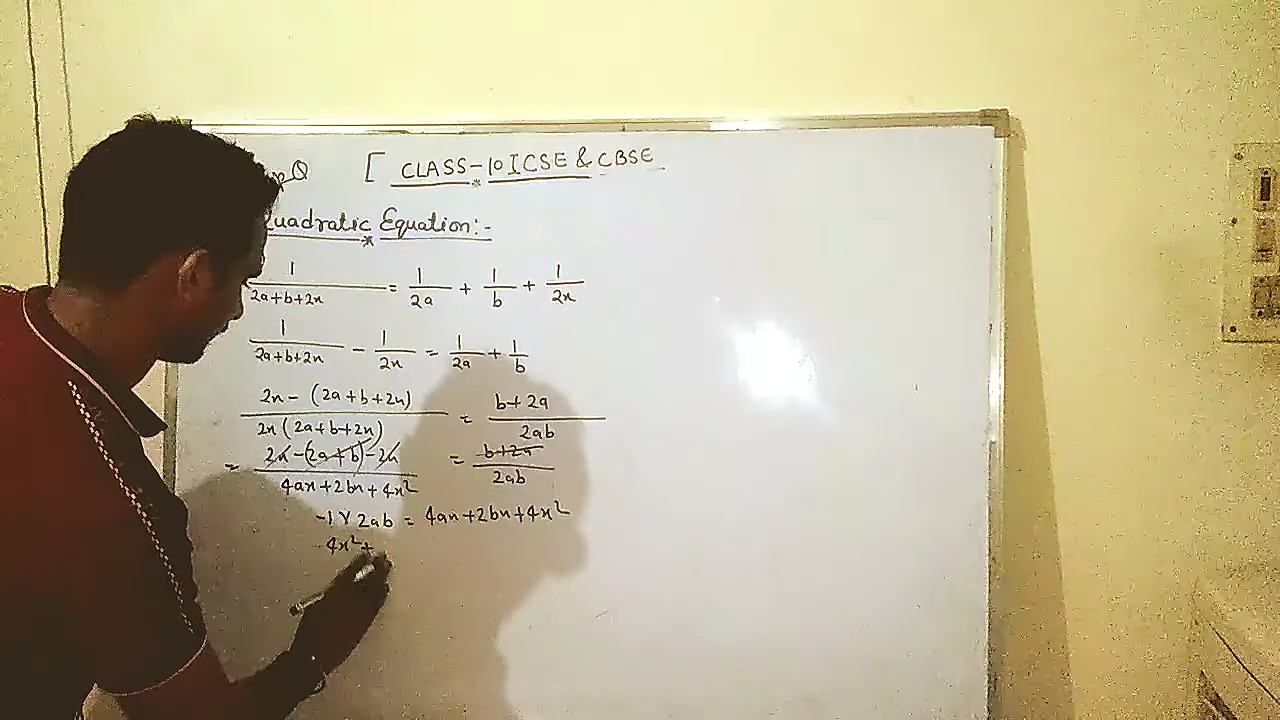 Q [ CLASS-10 ICSE & CBSE
Quadratic Equation:-
1/(2a+b+2x) = 1/2a + 1/b + 1/2x
1/(2a+b+2x) - 1/2x = 1/2a + 1/b
(2x - (2a+b+2x))/(2x(2a+b+2x)) = (b+2a)/2ab
= (2x-(2a+b)-2x)/(4ax+2bx+4x²) = (b+2a)/2ab
-1 × 2ab = 4ax+2bx+4x²
4x²+